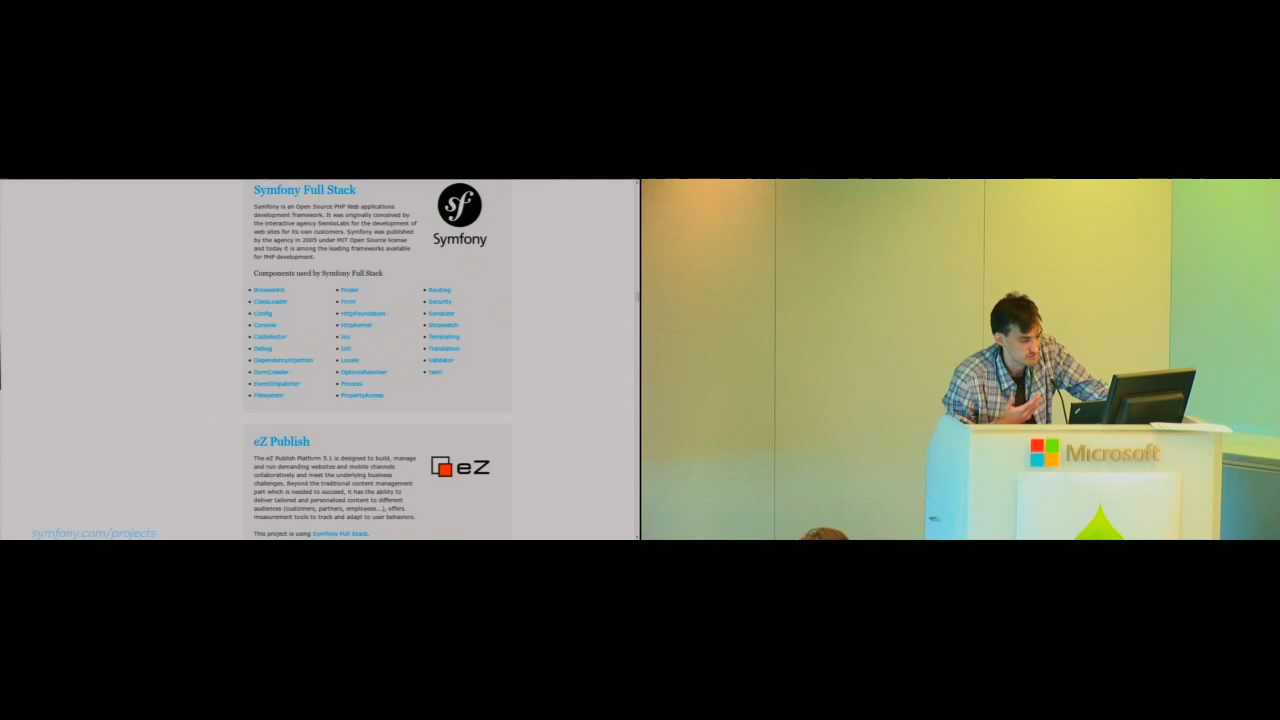 Symfony Full Stack
Symfony is an Open Source PHP Web applications
development framework. It was originally conceived by
the interactive agency SensioLabs for the development of
web sites for its own customers. Symfony was published
by the agency in 2005 under MIT Open Source license
and today it is among the leading frameworks available
for PHP development.
sf
Symfony
Components used by Symfony Full Stack
• BrowserKit
• ClassLoader
• Config
• Console
• CssSelector
• Debug
• DependencyInjection
• DomCrawler
• EventDispatcher
• Filesystem
• Finder
• Form
• HttpFoundation
• HttpKernel
• Icu
• Intl
• Locale
• OptionsResolver
• Process
• PropertyAccess
• Routing
• Security
• Serializer
• Stopwatch
• Templating
• Translation
• Validator
• Yaml
eZ Publish
The eZ Publish Platform 5.1 is designed to build, manage
and run demanding websites and mobile channels
collaboratively and meet the underlying business
challenges. Beyond the traditional content management
part which is needed to succeed, it has the ability to
deliver tailored and personalized content to different
audiences (customers, partners, employees...), offers
measurement tools to track and adapt to user behaviors.
eZ
This project is using Symfony Full Stack.
symfony.com/projects
Microsoft